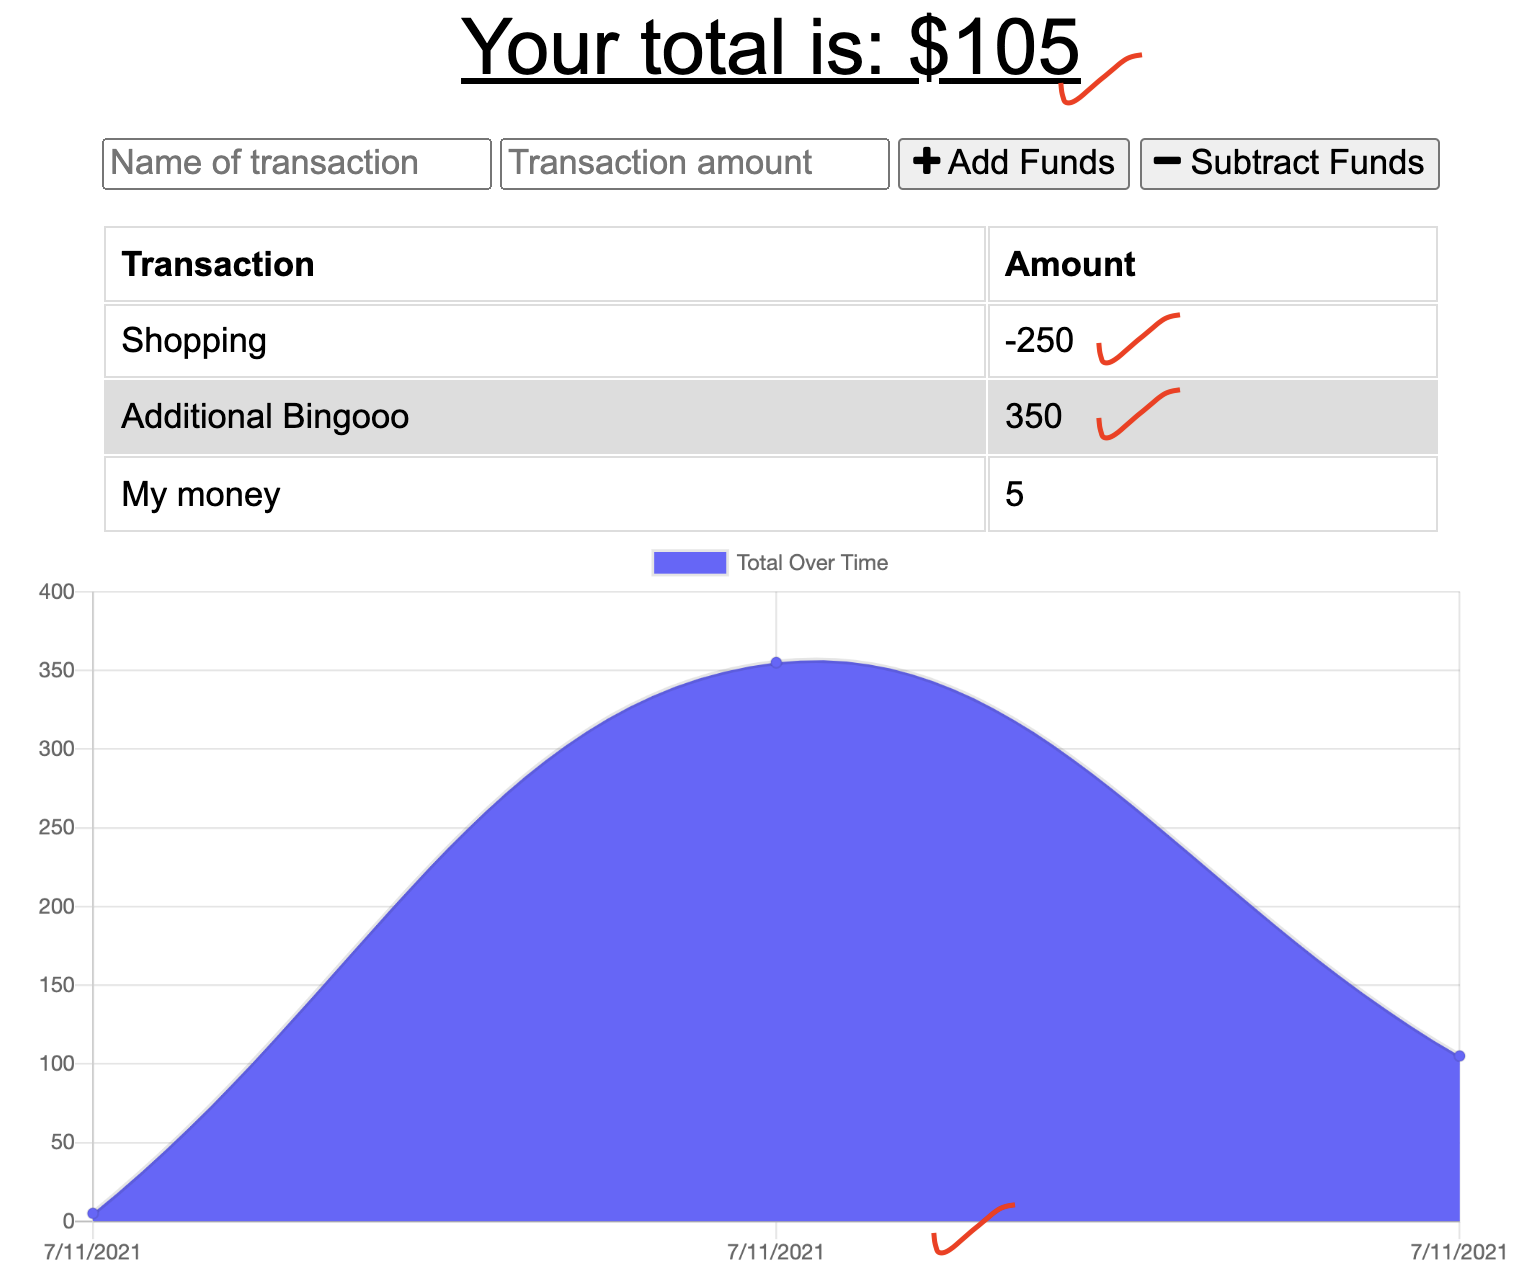 Your total is: $105
Name of transaction Transaction amount Add Funds Subtract Funds
Transaction Amount
Shopping -250
Additional Bingooo 350
My money 5
Total Over Time
400
350
300
250
200
150
100
50
0
7/11/2021 7/11/2021 7/11/2021